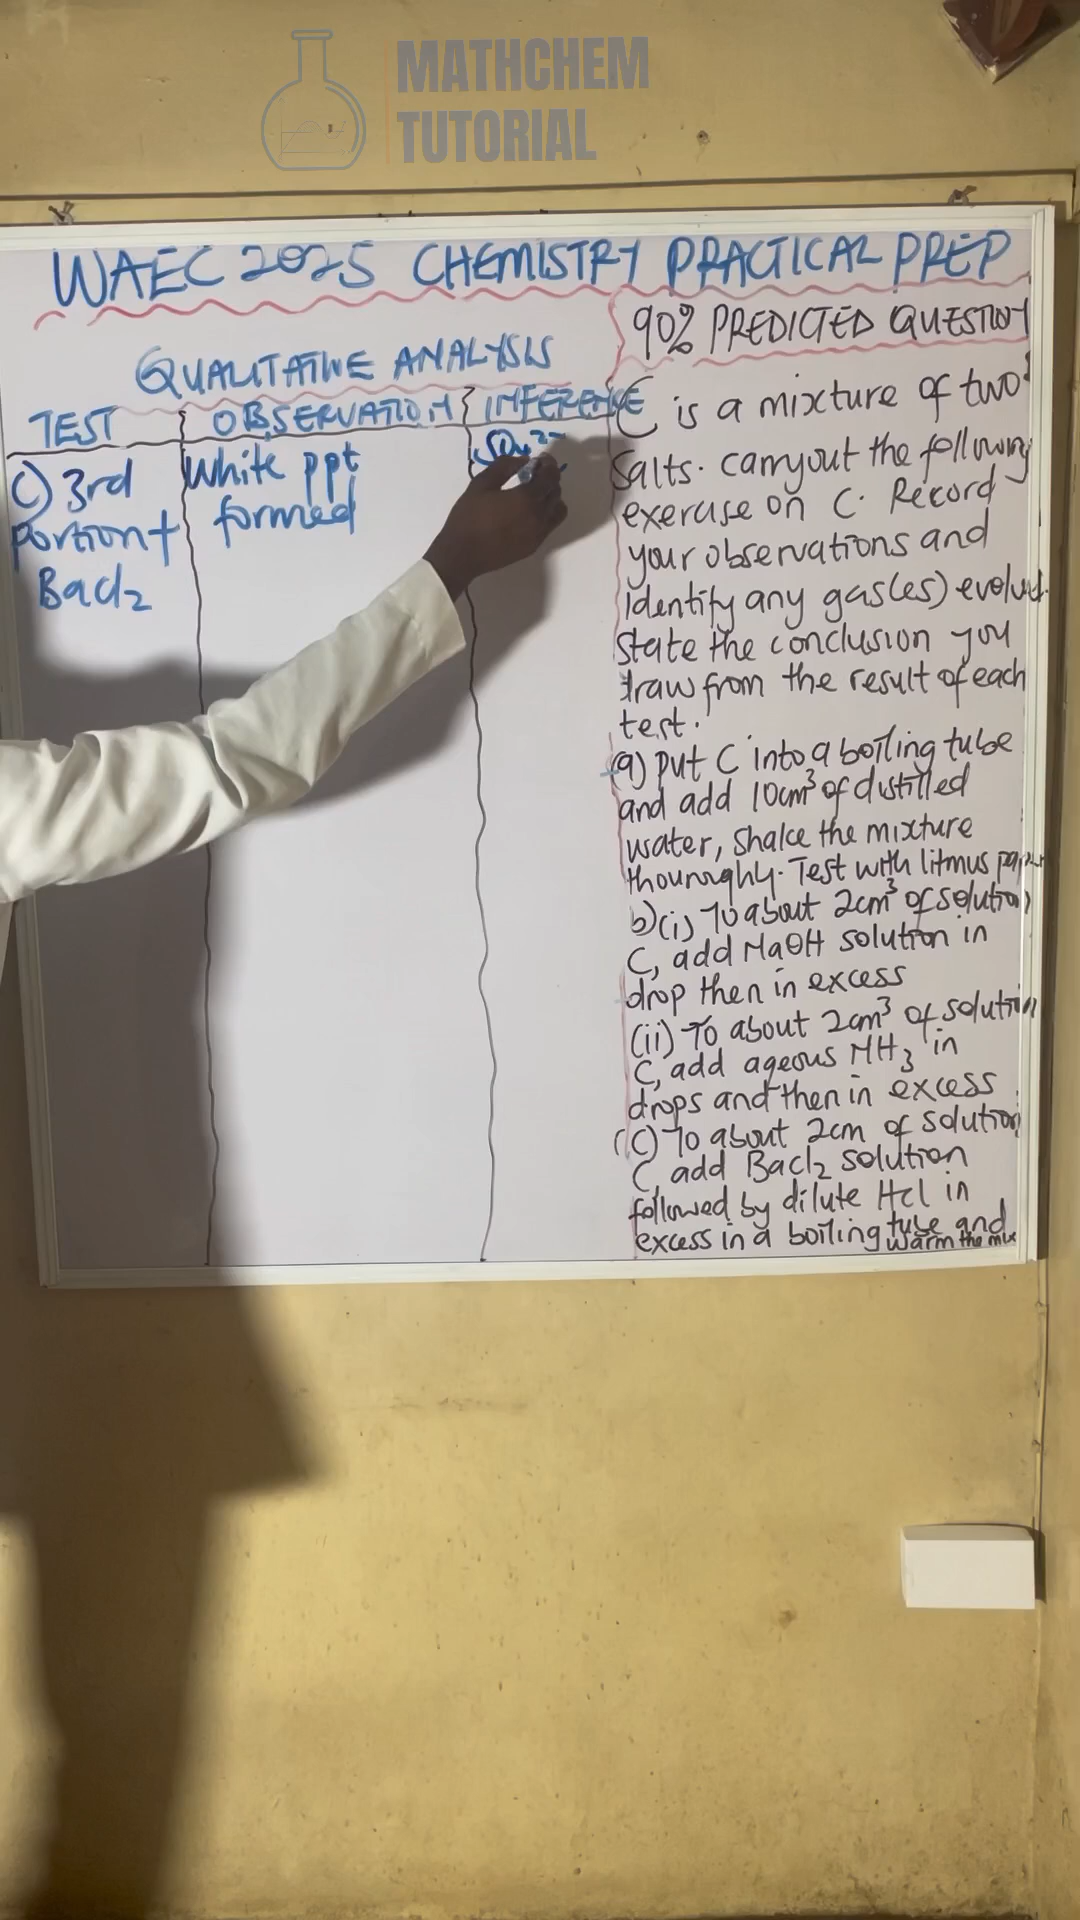 MATHCHEM
TUTORIAL
WAEC 2025 CHEMISTRY PRACTICAL PREP
QUALITATIVE ANALYSIS
TEST OBSERVATION INFERENCE
C) 3rd
portion +
Bacl2
White ppt
formed
90% PREDICTED QUESTION
C is a mixture of two
Salts. carryout the following
exercise on C. Record
your observations and
identify any gas(es) evolved.
state the conclusion you
draw from the result of each
test.
(a) put C into a boiling tube
and add 10cm³ of distilled
water, shake the mixture
thouroughly. Test with litmus paper
b)(i) To about 2cm³ of solution
C, add NaOH solution in
drop then in excess
(ii) To about 2cm³ of solution
C, add aqeous NH3 in
drops and then in excess
(C) To about 2cm of solution
C, add Bacl2 solution
followed by dilute Hcl in
excess in a boiling tube and
warm the mix